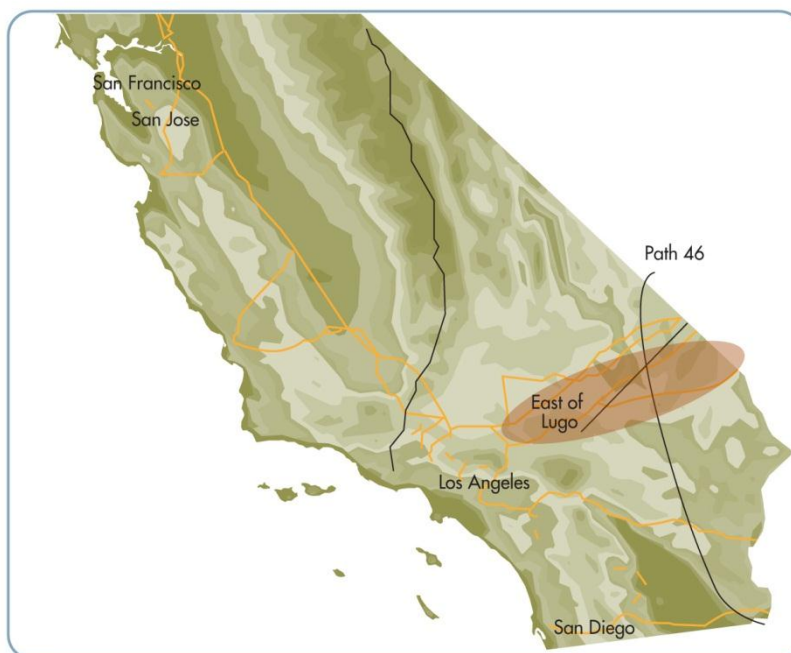 San Francisco
San Jose
Path 46
East of
Lugo
Los Angeles
San Diego